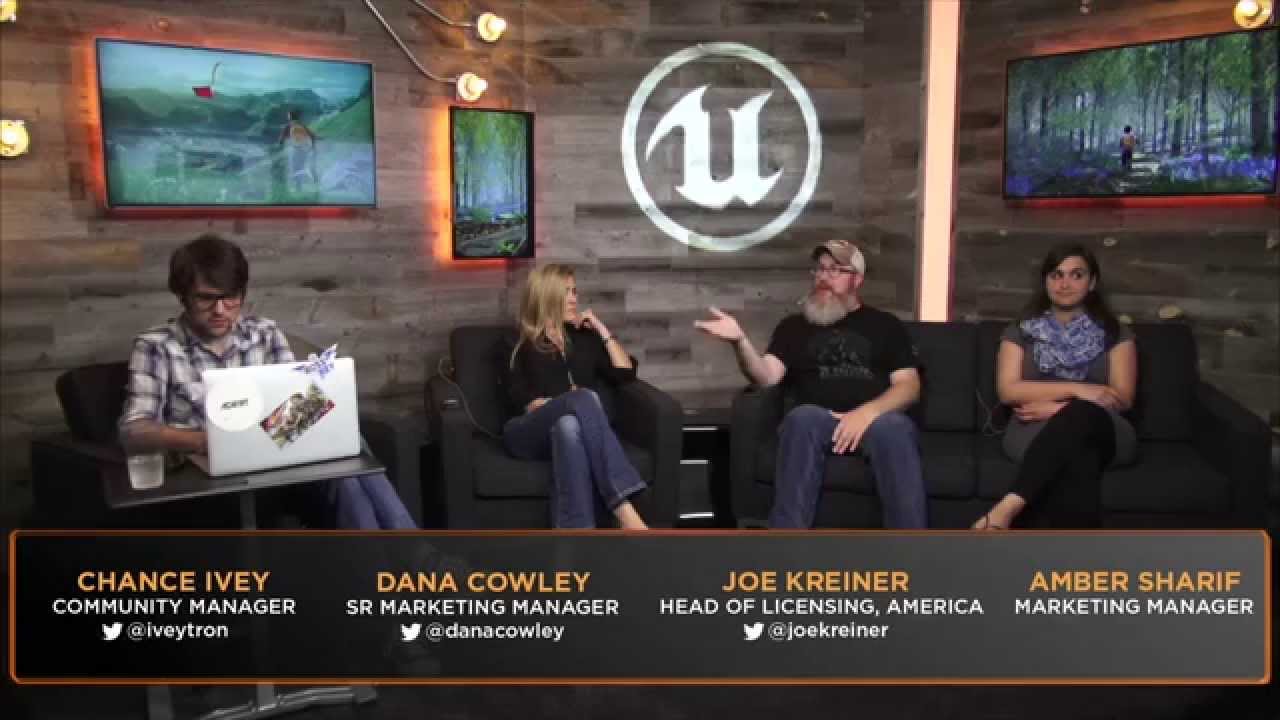 CHANCE IVEY
COMMUNITY MANAGER
@iveytron
DANA COWLEY
SR MARKETING MANAGER
@danacowley
JOE KREINER
HEAD OF LICENSING, AMERICA
@joekreiner
AMBER SHARIF
MARKETING MANAGER